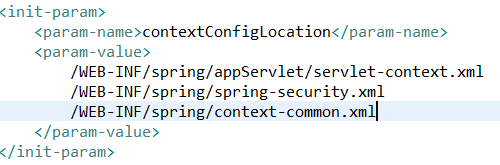 <init-param>
<param-name>contextConfigLocation</param-name>
<param-value>
/WEB-INF/spring/appServlet/servlet-context.xml
/WEB-INF/spring/spring-security.xml
/WEB-INF/spring/context-common.xml
</param-value>
</init-param>